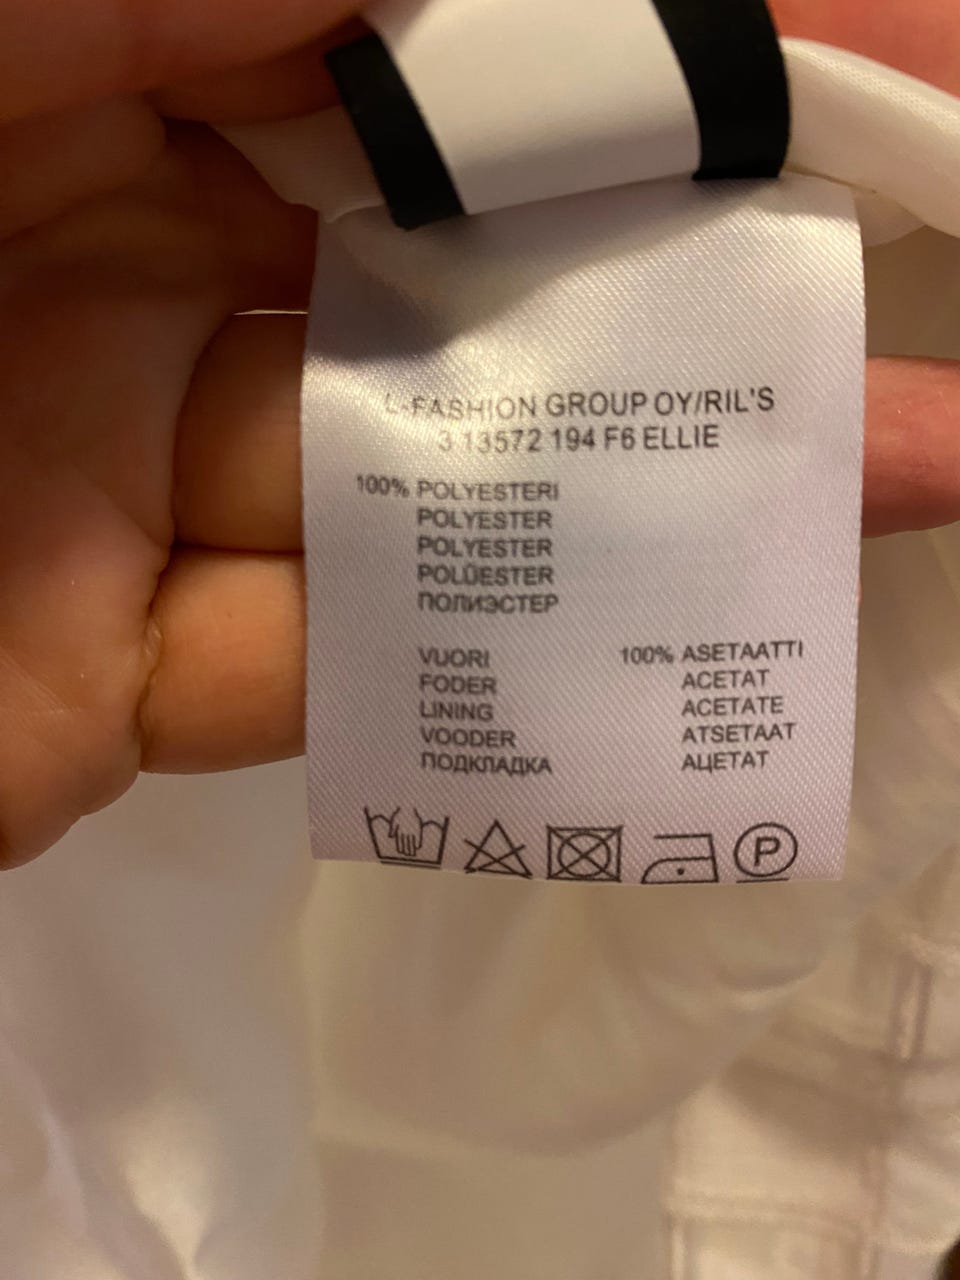 L-FASHION GROUP OY/RIL'S
3 13572 194 F6 ELLIE
100% POLYESTERI
POLYESTER
POLYESTER
POLÜESTER
ПОЛИЭСТЕР
VUORI 100% ASETAATTI
FODER ACETAT
LINING ACETATE
VOODER ATSETAAT
ПОДКЛАДКА АЦЕТАТ
P